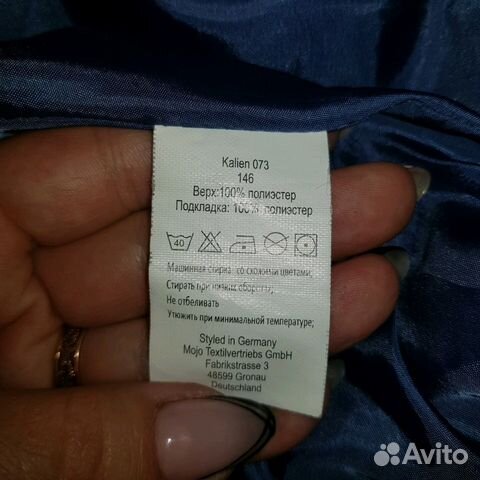 Kalien 073
146
Верх:100% полиэстер
Подкладка: 100% полиэстер
40
Машинная стирка со схожими цветами;
Стирать при низких оборотах;
Не отбеливать
Утюжить при минимальной температуре;
Styled in Germany
Mojo Textilvertriebs GmbH
Fabrikstrasse 3
48599 Gronau
Deutschland
Avito